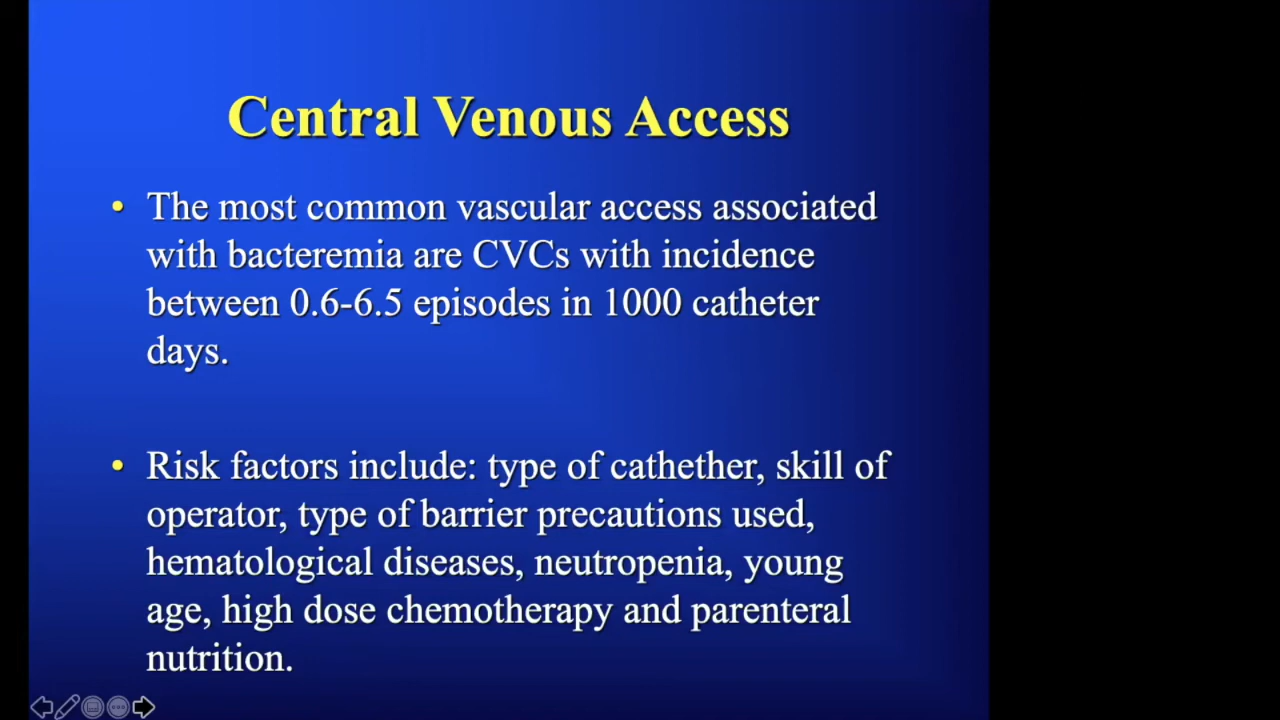 Central Venous Access
• The most common vascular access associated
with bacteremia are CVCs with incidence
between 0.6-6.5 episodes in 1000 catheter
days.
• Risk factors include: type of cathether, skill of
operator, type of barrier precautions used,
hematological diseases, neutropenia, young
age, high dose chemotherapy and parenteral
nutrition.